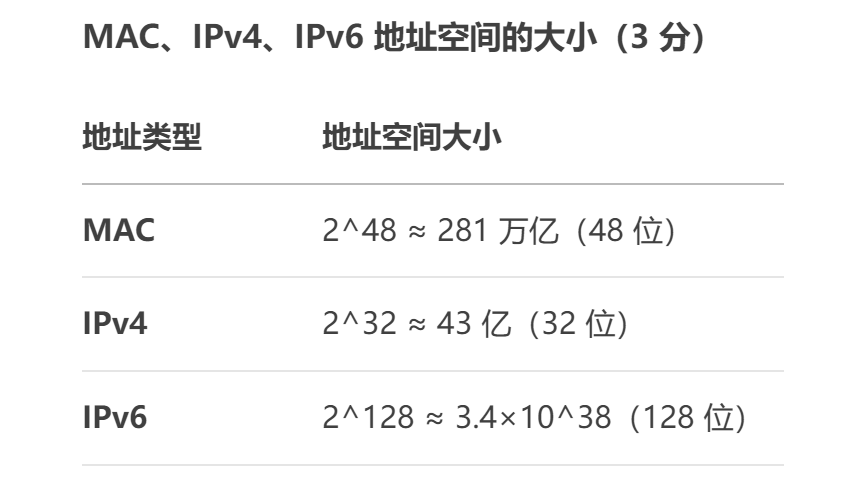 MAC、IPv4、IPv6 地址空间的大小（3 分）
地址类型 地址空间大小
MAC 2^48 ≈ 281 万亿（48 位）
IPv4 2^32 ≈ 43 亿（32 位）
IPv6 2^128 ≈ 3.4×10^38（128 位）